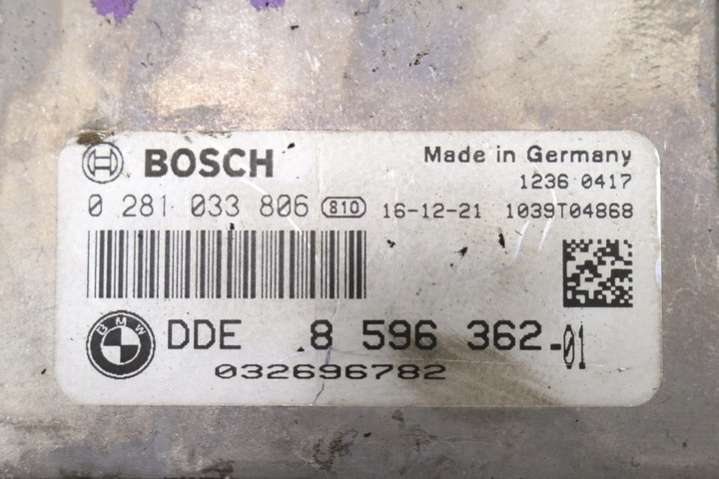 BOSCH Made in Germany
1236 0417
0 281 033 806 810 16-12-21 1039T04868
BMW DDE 8 596 362-01
032696782